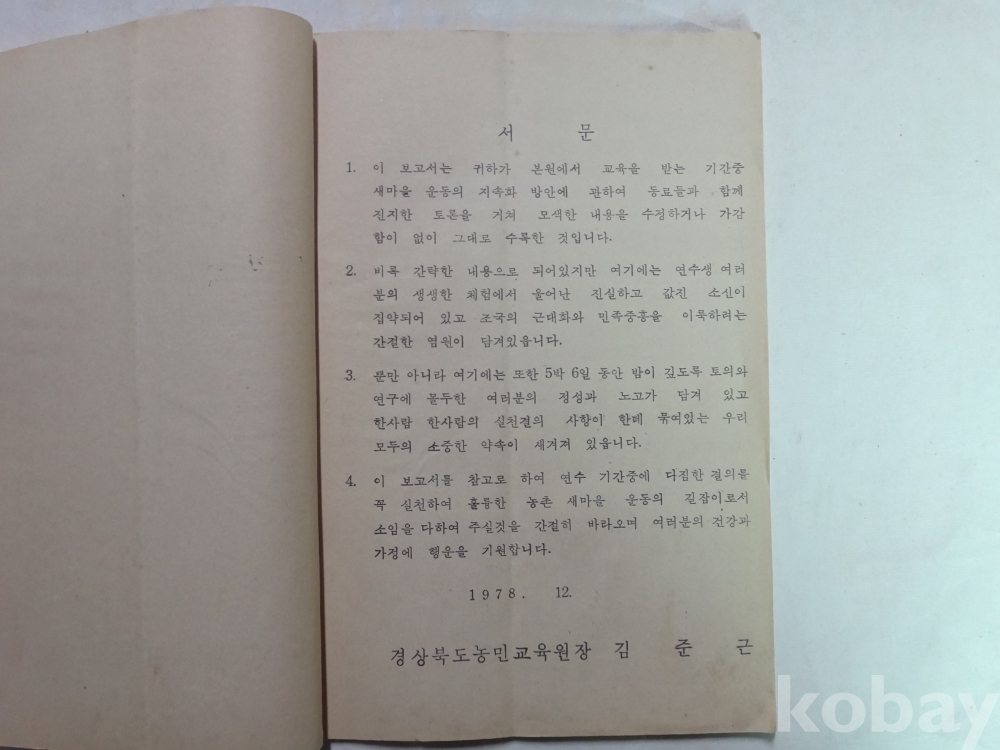 서 문
1. 이 보고서는 귀하가 본원에서 교육을 받는 기간중
새마을 운동의 지속화 방안에 관하여 동료들과 함께
진지한 토론을 거쳐 모색한 내용을 수정하거나 가감
함이 없이 그대로 수록한 것입니다.
2. 비록 간략한 내용으로 되어있지만 여기에는 연수생 여러
분의 생생한 체험에서 울어난 진실하고 값진 소신이
집약되어 있고 조국의 근대화와 민족중흥을 이룩하려는
간절한 염원이 담겨있읍니다.
3. 뿐만 아니라 여기에는 또한 5박 6일 동안 밤이 깊도록 토의와
연구에 몰두한 여러분의 정성과 노고가 담겨 있고
한사람 한사람의 실천결의 사항이 한데 묶여있는 우리
모두의 소중한 약속이 새겨져 있읍니다.
4. 이 보고서를 참고로 하여 연수 기간중에 다짐한 결의를
꼭 실천하여 훌륭한 농촌 새마을 운동의 길잡이로서
소임을 다하여 주실것을 간절히 바라오며 여러분의 건강과
가정에 행운을 기원합니다.
1978. 12.
경상북도농민교육원장 김 준 근
kobay